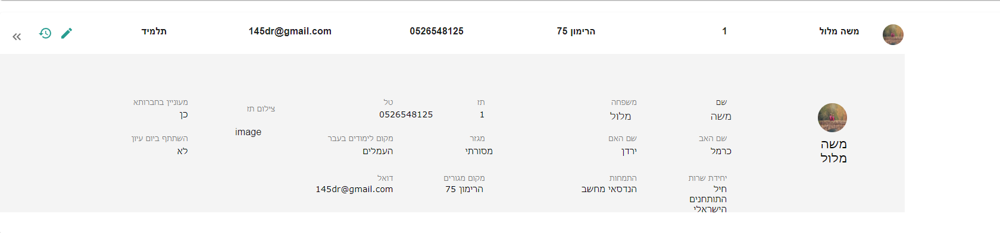 משה מלול 1 הרימון 75 0526548125 145dr@gmail.com תלמיד
שם משפחה תז טל צילום תז מעוניין בחברותא
משה מלול 1 0526548125 image כן
משה
מלול
שם האב שם האם מגזר מקום לימודים בעבר השתתף ביום עיון
כרמל ירדן מסורתי העמלים לא
יחידת שרות התמחות מקום מגורים דואל
חיל הנדסאי מחשב הרימון 75 145dr@gmail.com
התותחנים
הישראלי